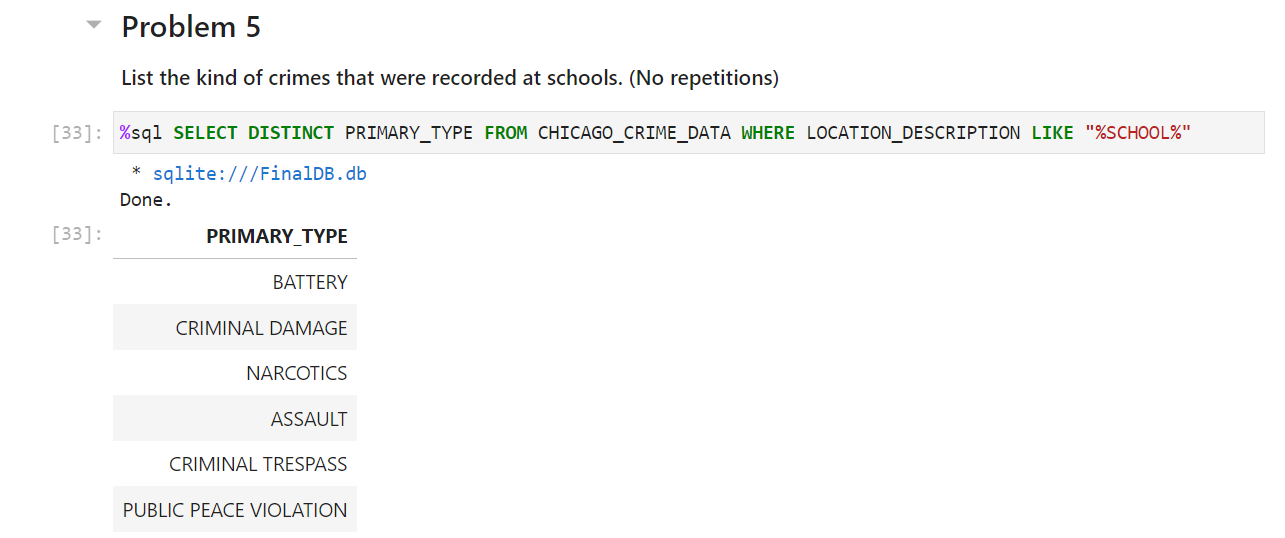 Problem 5
List the kind of crimes that were recorded at schools. (No repetitions)
[33]: %sql SELECT DISTINCT PRIMARY_TYPE FROM CHICAGO_CRIME_DATA WHERE LOCATION_DESCRIPTION LIKE "%SCHOOL%"
* sqlite:///FinalDB.db
Done.
[33]: PRIMARY_TYPE
BATTERY
CRIMINAL DAMAGE
NARCOTICS
ASSAULT
CRIMINAL TRESPASS
PUBLIC PEACE VIOLATION